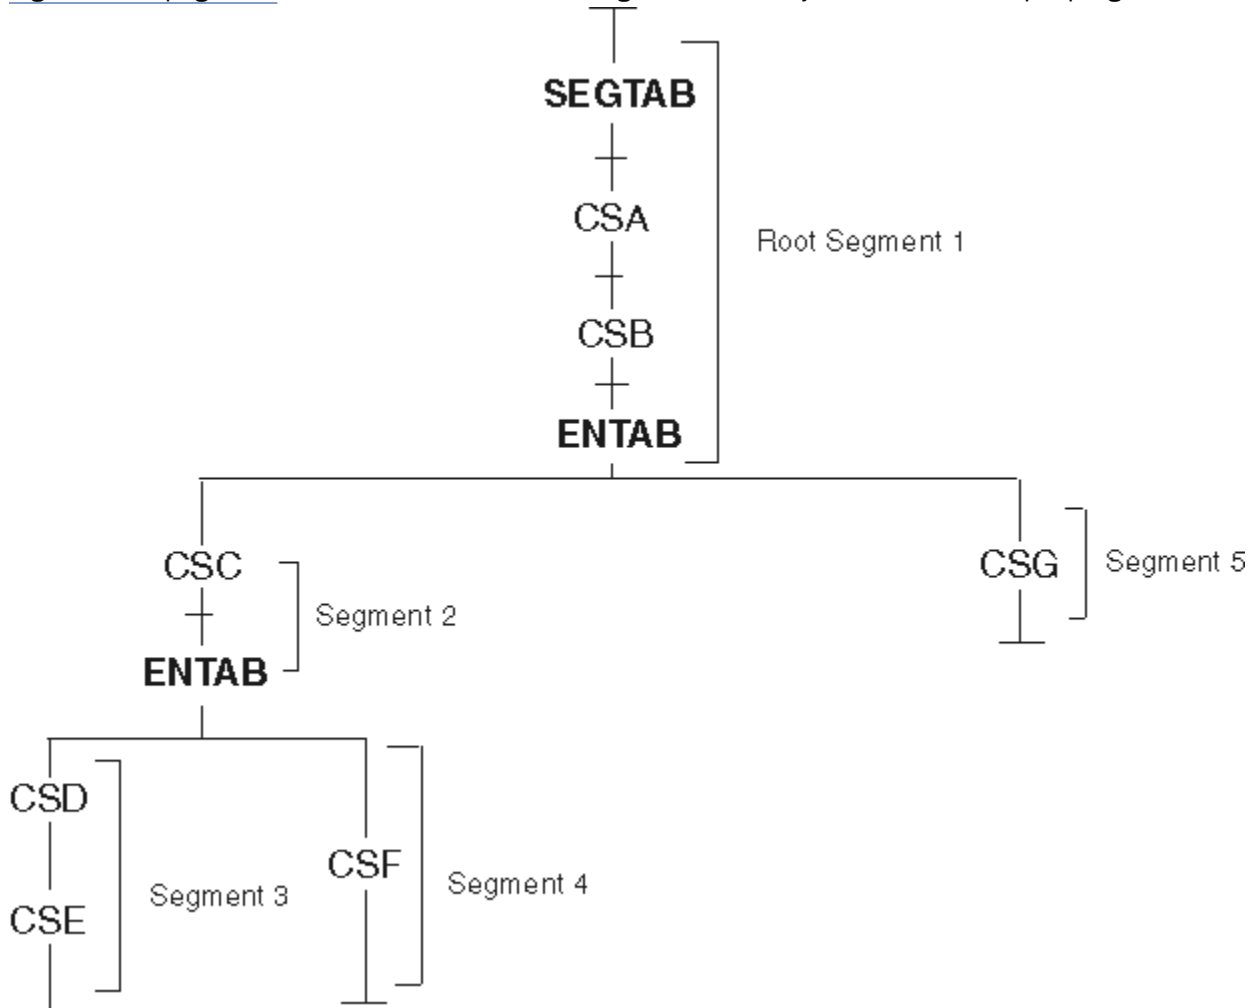 SEGTAB
CSA
Root Segment 1
CSB
ENTAB
CSC
Segment 2
ENTAB
CSG
Segment 5
CSD
CSE
Segment 3
CSF
Segment 4